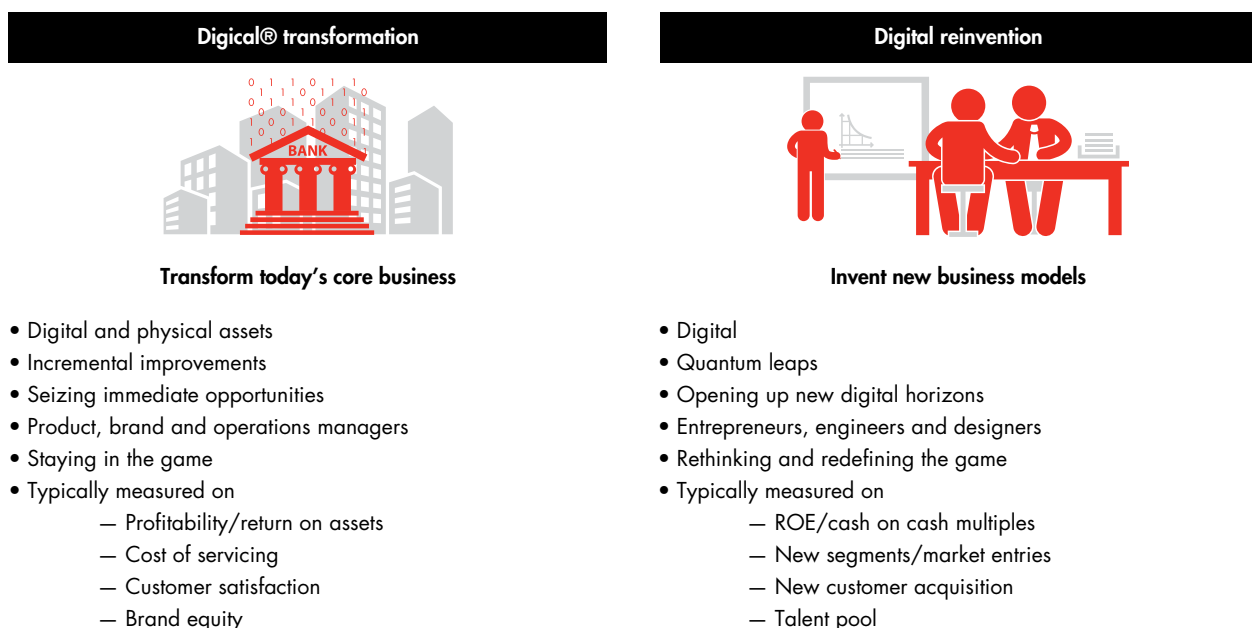 Digical® transformation
BANK
Transform today’s core business
• Digital and physical assets
• Incremental improvements
• Seizing immediate opportunities
• Product, brand and operations managers
• Staying in the game
• Typically measured on
— Profitability/return on assets
— Cost of servicing
— Customer satisfaction
— Brand equity
Digital reinvention
Invent new business models
• Digital
• Quantum leaps
• Opening up new digital horizons
• Entrepreneurs, engineers and designers
• Rethinking and redefining the game
• Typically measured on
— ROE/cash on cash multiples
— New segments/market entries
— New customer acquisition
— Talent pool